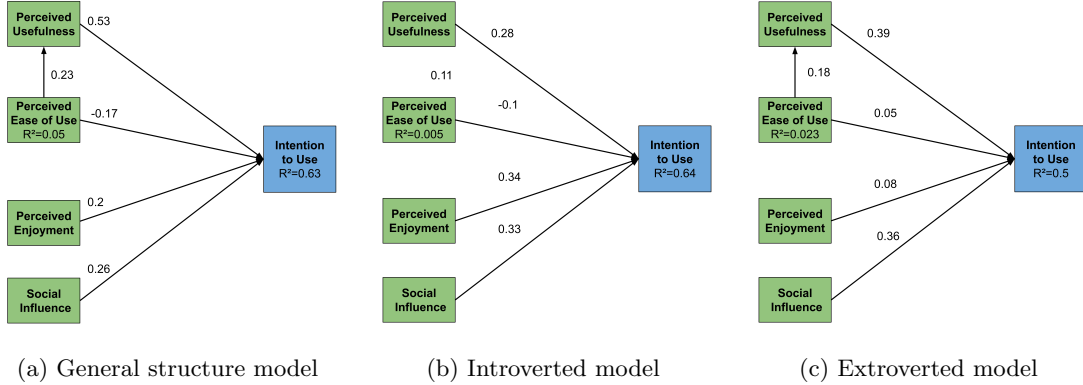 Perceived
Usefulness
0.53
0.23
Perceived
Ease of Use
R²=0.05
-0.17
Intention
to Use
R²=0.63
0.2
Perceived
Enjoyment
0.26
Social
Influence
(a) General structure model
Perceived
Usefulness
0.28
0.11
Perceived
Ease of Use
R²=0.005
-0.1
Intention
to Use
R²=0.64
0.34
Perceived
Enjoyment
0.33
Social
Influence
(b) Introverted model
Perceived
Usefulness
0.39
0.18
Perceived
Ease of Use
R²=0.023
0.05
Intention
to Use
R²=0.5
0.08
Perceived
Enjoyment
0.36
Social
Influence
(c) Extroverted model